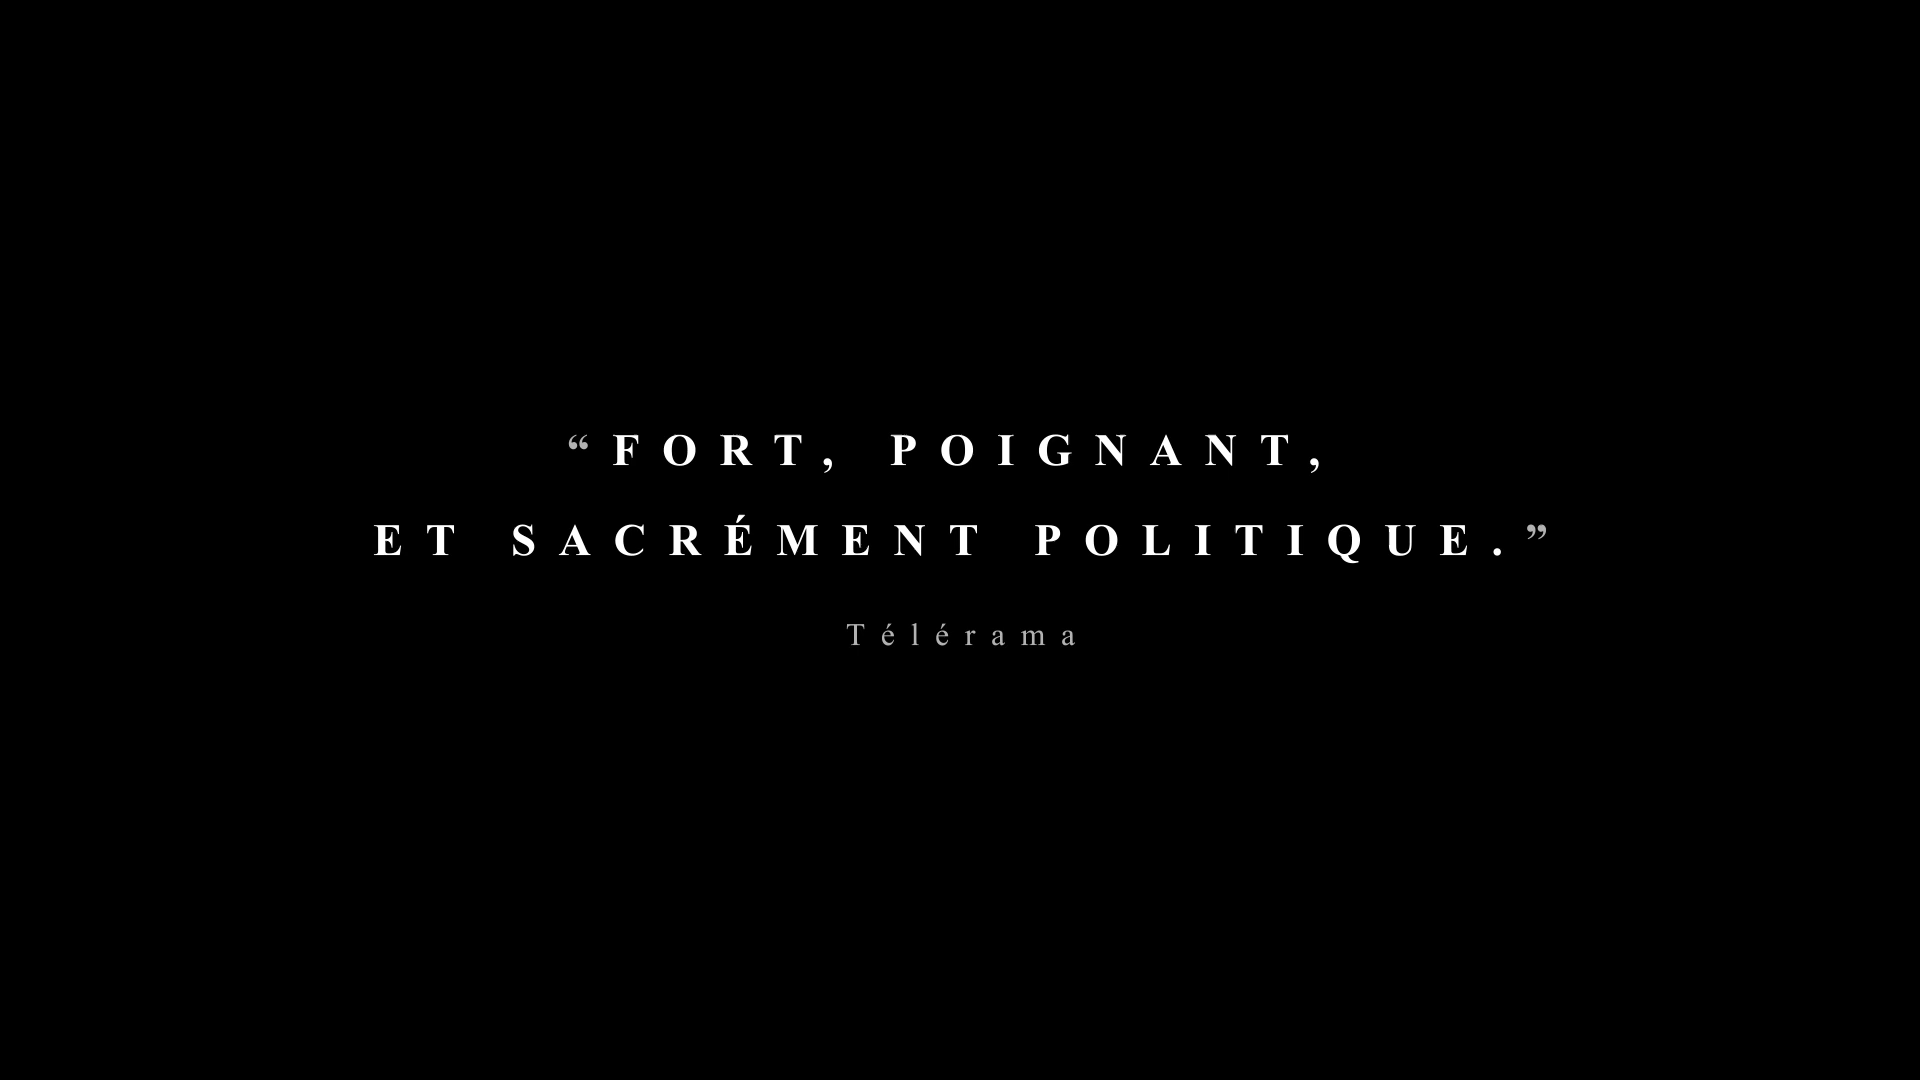 “FORT, POIGNANT,
ET SACRÉMENT POLITIQUE.”
Télérama